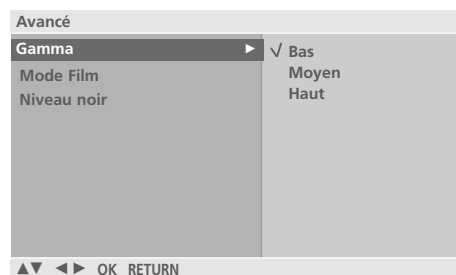 Avancé
Gamma ► √ Bas
Mode Film Moyen
Niveau noir Haut
▲▼ ◄► OK RETURN